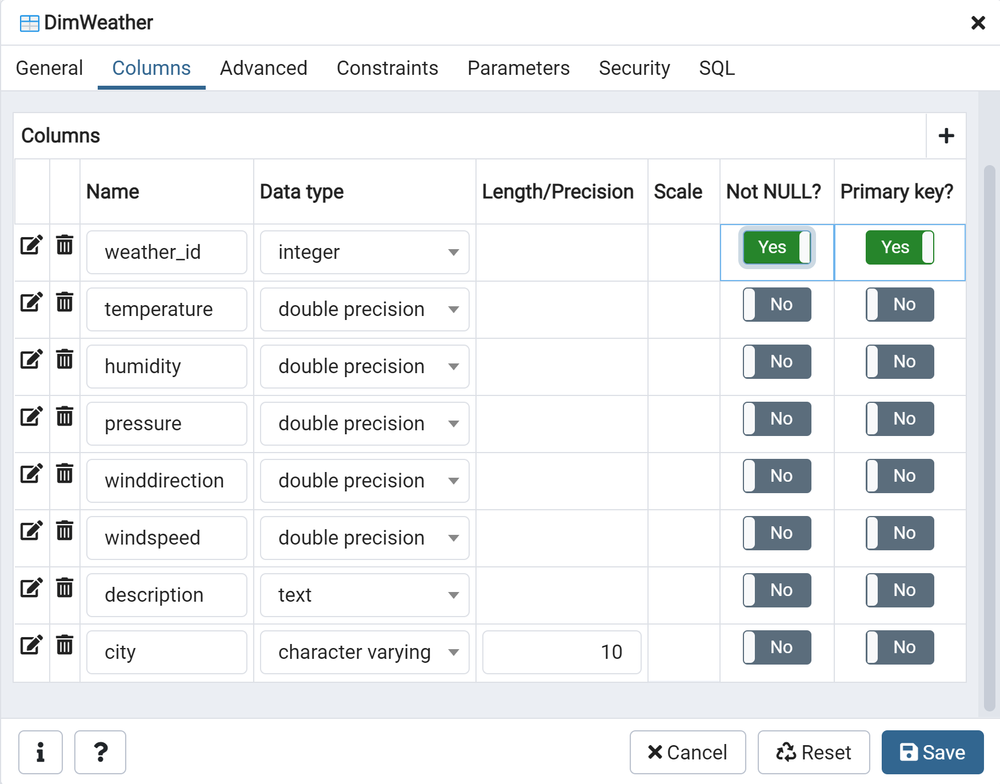 DimWeather
General Columns Advanced Constraints Parameters Security SQL
Columns
Name Data type Length/Precision Scale Not NULL? Primary key?
weather_id integer Yes Yes
temperature double precision No No
humidity double precision No No
pressure double precision No No
winddirection double precision No No
windspeed double precision No No
description text No No
city character varying 10 No No
i ? Cancel Reset Save